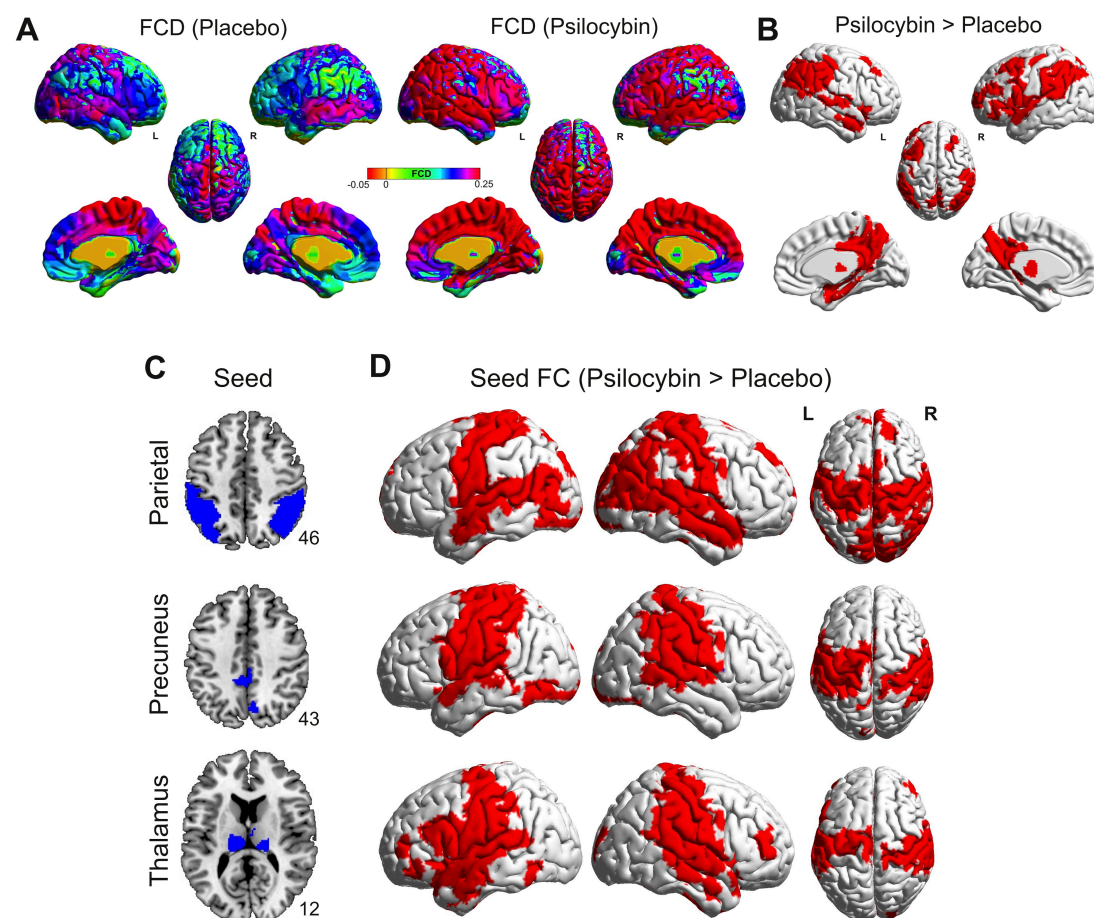 A
FCD (Placebo)
FCD (Psilocybin)
L
R
L
R
FCD
-0.05
0
0.25
B
Psilocybin > Placebo
L
R
C
Seed
D
Seed FC (Psilocybin > Placebo)
L
R
Parietal
46
Precuneus
43
Thalamus
12